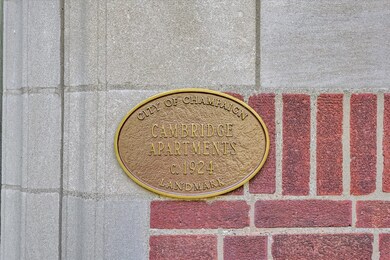 CITY OF CHAMPAIGN
CAMBRIDGE
APARTMENTS
c. 1924
LANDMARK